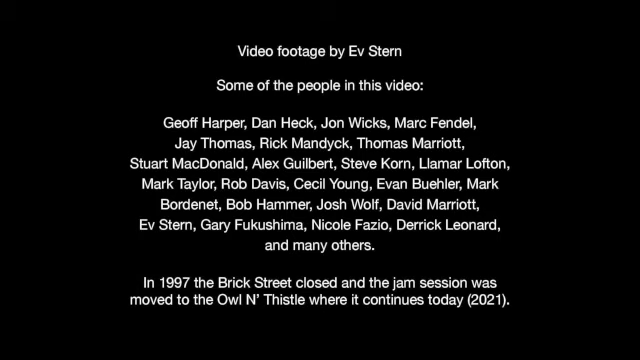 Video footage by Ev Stern
Some of the people in this video:
Geoff Harper, Dan Heck, Jon Wicks, Marc Fendel,
Jay Thomas, Rick Mandyck, Thomas Marriott,
Stuart MacDonald, Alex Guilbert, Steve Korn, Llamar Lofton,
Mark Taylor, Rob Davis, Cecil Young, Evan Buehler, Mark
Bordenet, Bob Hammer, Josh Wolf, David Marriott,
Ev Stern, Gary Fukushima, Nicole Fazio, Derrick Leonard,
and many others.
In 1997 the Brick Street closed and the jam session was
moved to the Owl N’ Thistle where it continues today (2021).